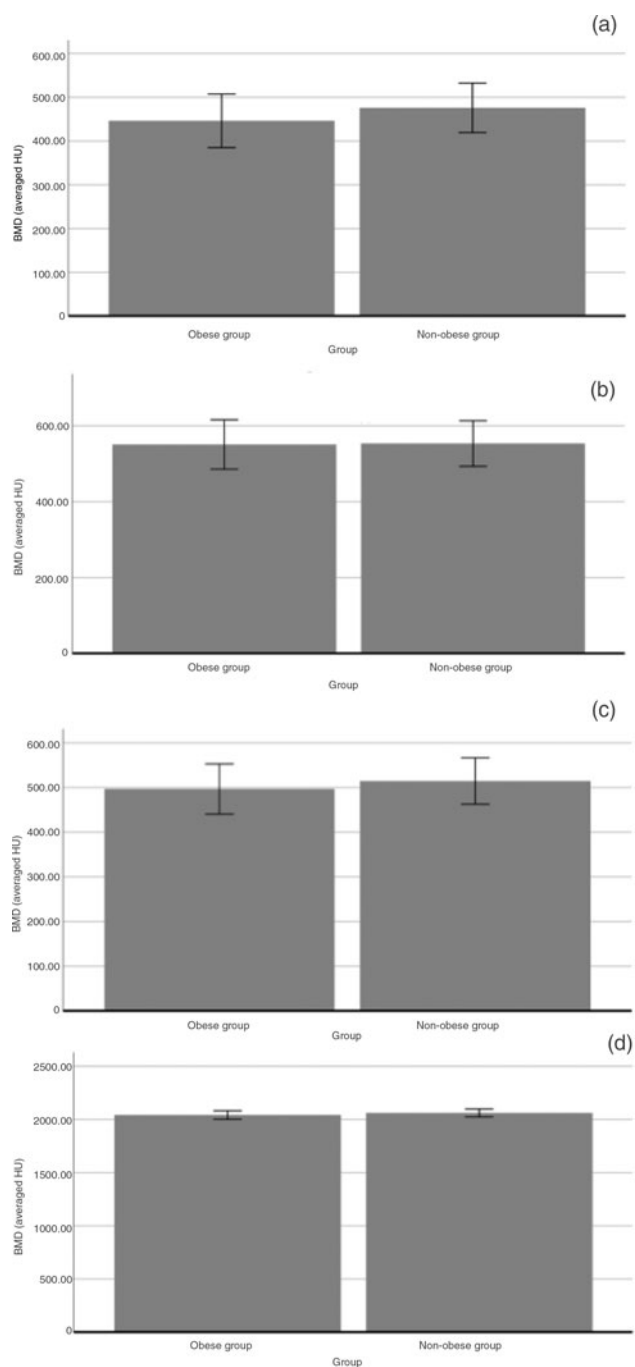 (a)
600.00
500.00
400.00
300.00
200.00
100.00
0
BMD (averaged HU)
Obese group
Non-obese group
Group
(b)
600.00
400.00
200.00
0
BMD (averaged HU)
Obese group
Non-obese group
Group
(c)
600.00
500.00
400.00
300.00
200.00
100.00
0
BMD (averaged HU)
Obese group
Non-obese group
Group
(d)
2500.00
2000.00
1500.00
1000.00
500.00
0
BMD (averaged HU)
Obese group
Non-obese group
Group